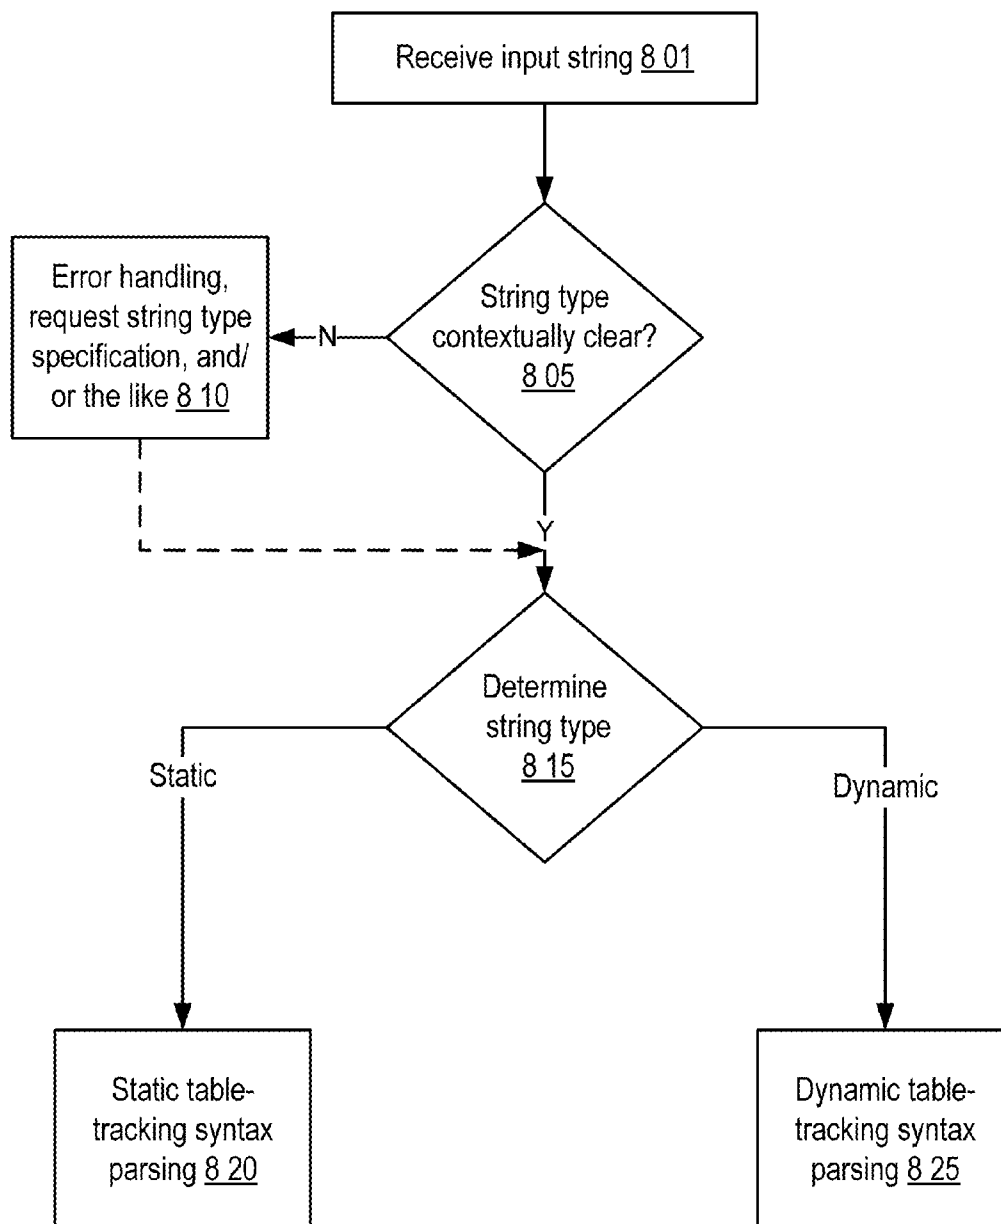 Receive input string 8 01
String type
contextually clear?
8 05
Error handling,
request string type
specification, and/
or the like 8 10
N
Y
Determine
string type
8 15
Static
Dynamic
Static table-
tracking syntax
parsing 8 20
Dynamic table-
tracking syntax
parsing 8 25